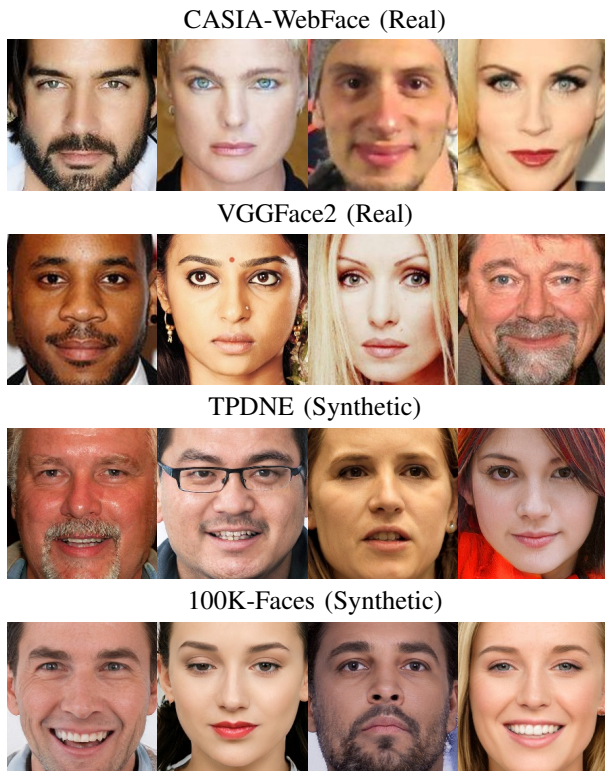 CASIA-WebFace (Real)
VGGFace2 (Real)
TPDNE (Synthetic)
100K-Faces (Synthetic)